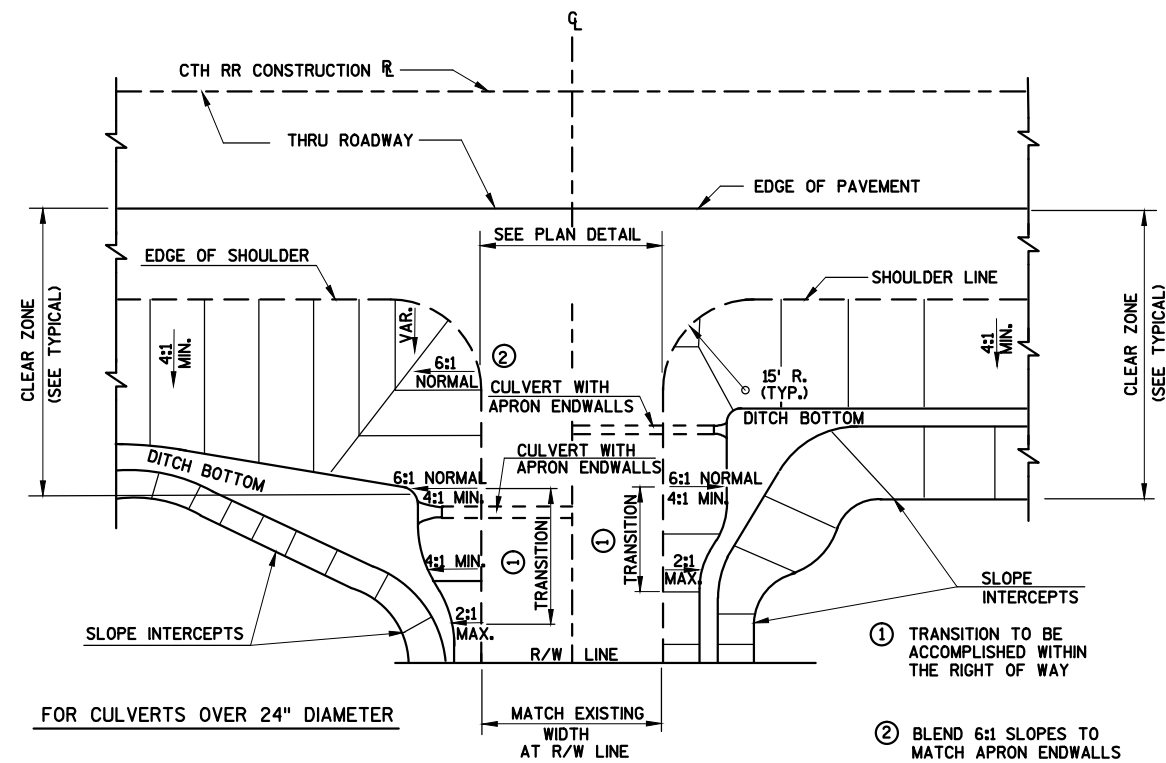 ℄
CTH RR CONSTRUCTION ℞
THRU ROADWAY
EDGE OF PAVEMENT
SEE PLAN DETAIL
EDGE OF SHOULDER
SHOULDER LINE
CLEAR ZONE
(SEE TYPICAL)
4:1
MIN.
VAR.
6:1
NORMAL
2
CULVERT WITH
APRON ENDWALLS
15' R.
(TYP.)
4:1
MIN.
CLEAR ZONE
(SEE TYPICAL)
DITCH BOTTOM
DITCH BOTTOM
CULVERT WITH
APRON ENDWALLS
6:1 NORMAL
4:1 MIN.
6:1 NORMAL
4:1 MIN.
TRANSITION
1
TRANSITION
1
4:1 MIN.
2:1
MAX.
2:1
MAX.
SLOPE INTERCEPTS
SLOPE
INTERCEPTS
R/W LINE
1 TRANSITION TO BE
ACCOMPLISHED WITHIN
THE RIGHT OF WAY
FOR CULVERTS OVER 24" DIAMETER
MATCH EXISTING
WIDTH
AT R/W LINE
2 BLEND 6:1 SLOPES TO
MATCH APRON ENDWALLS